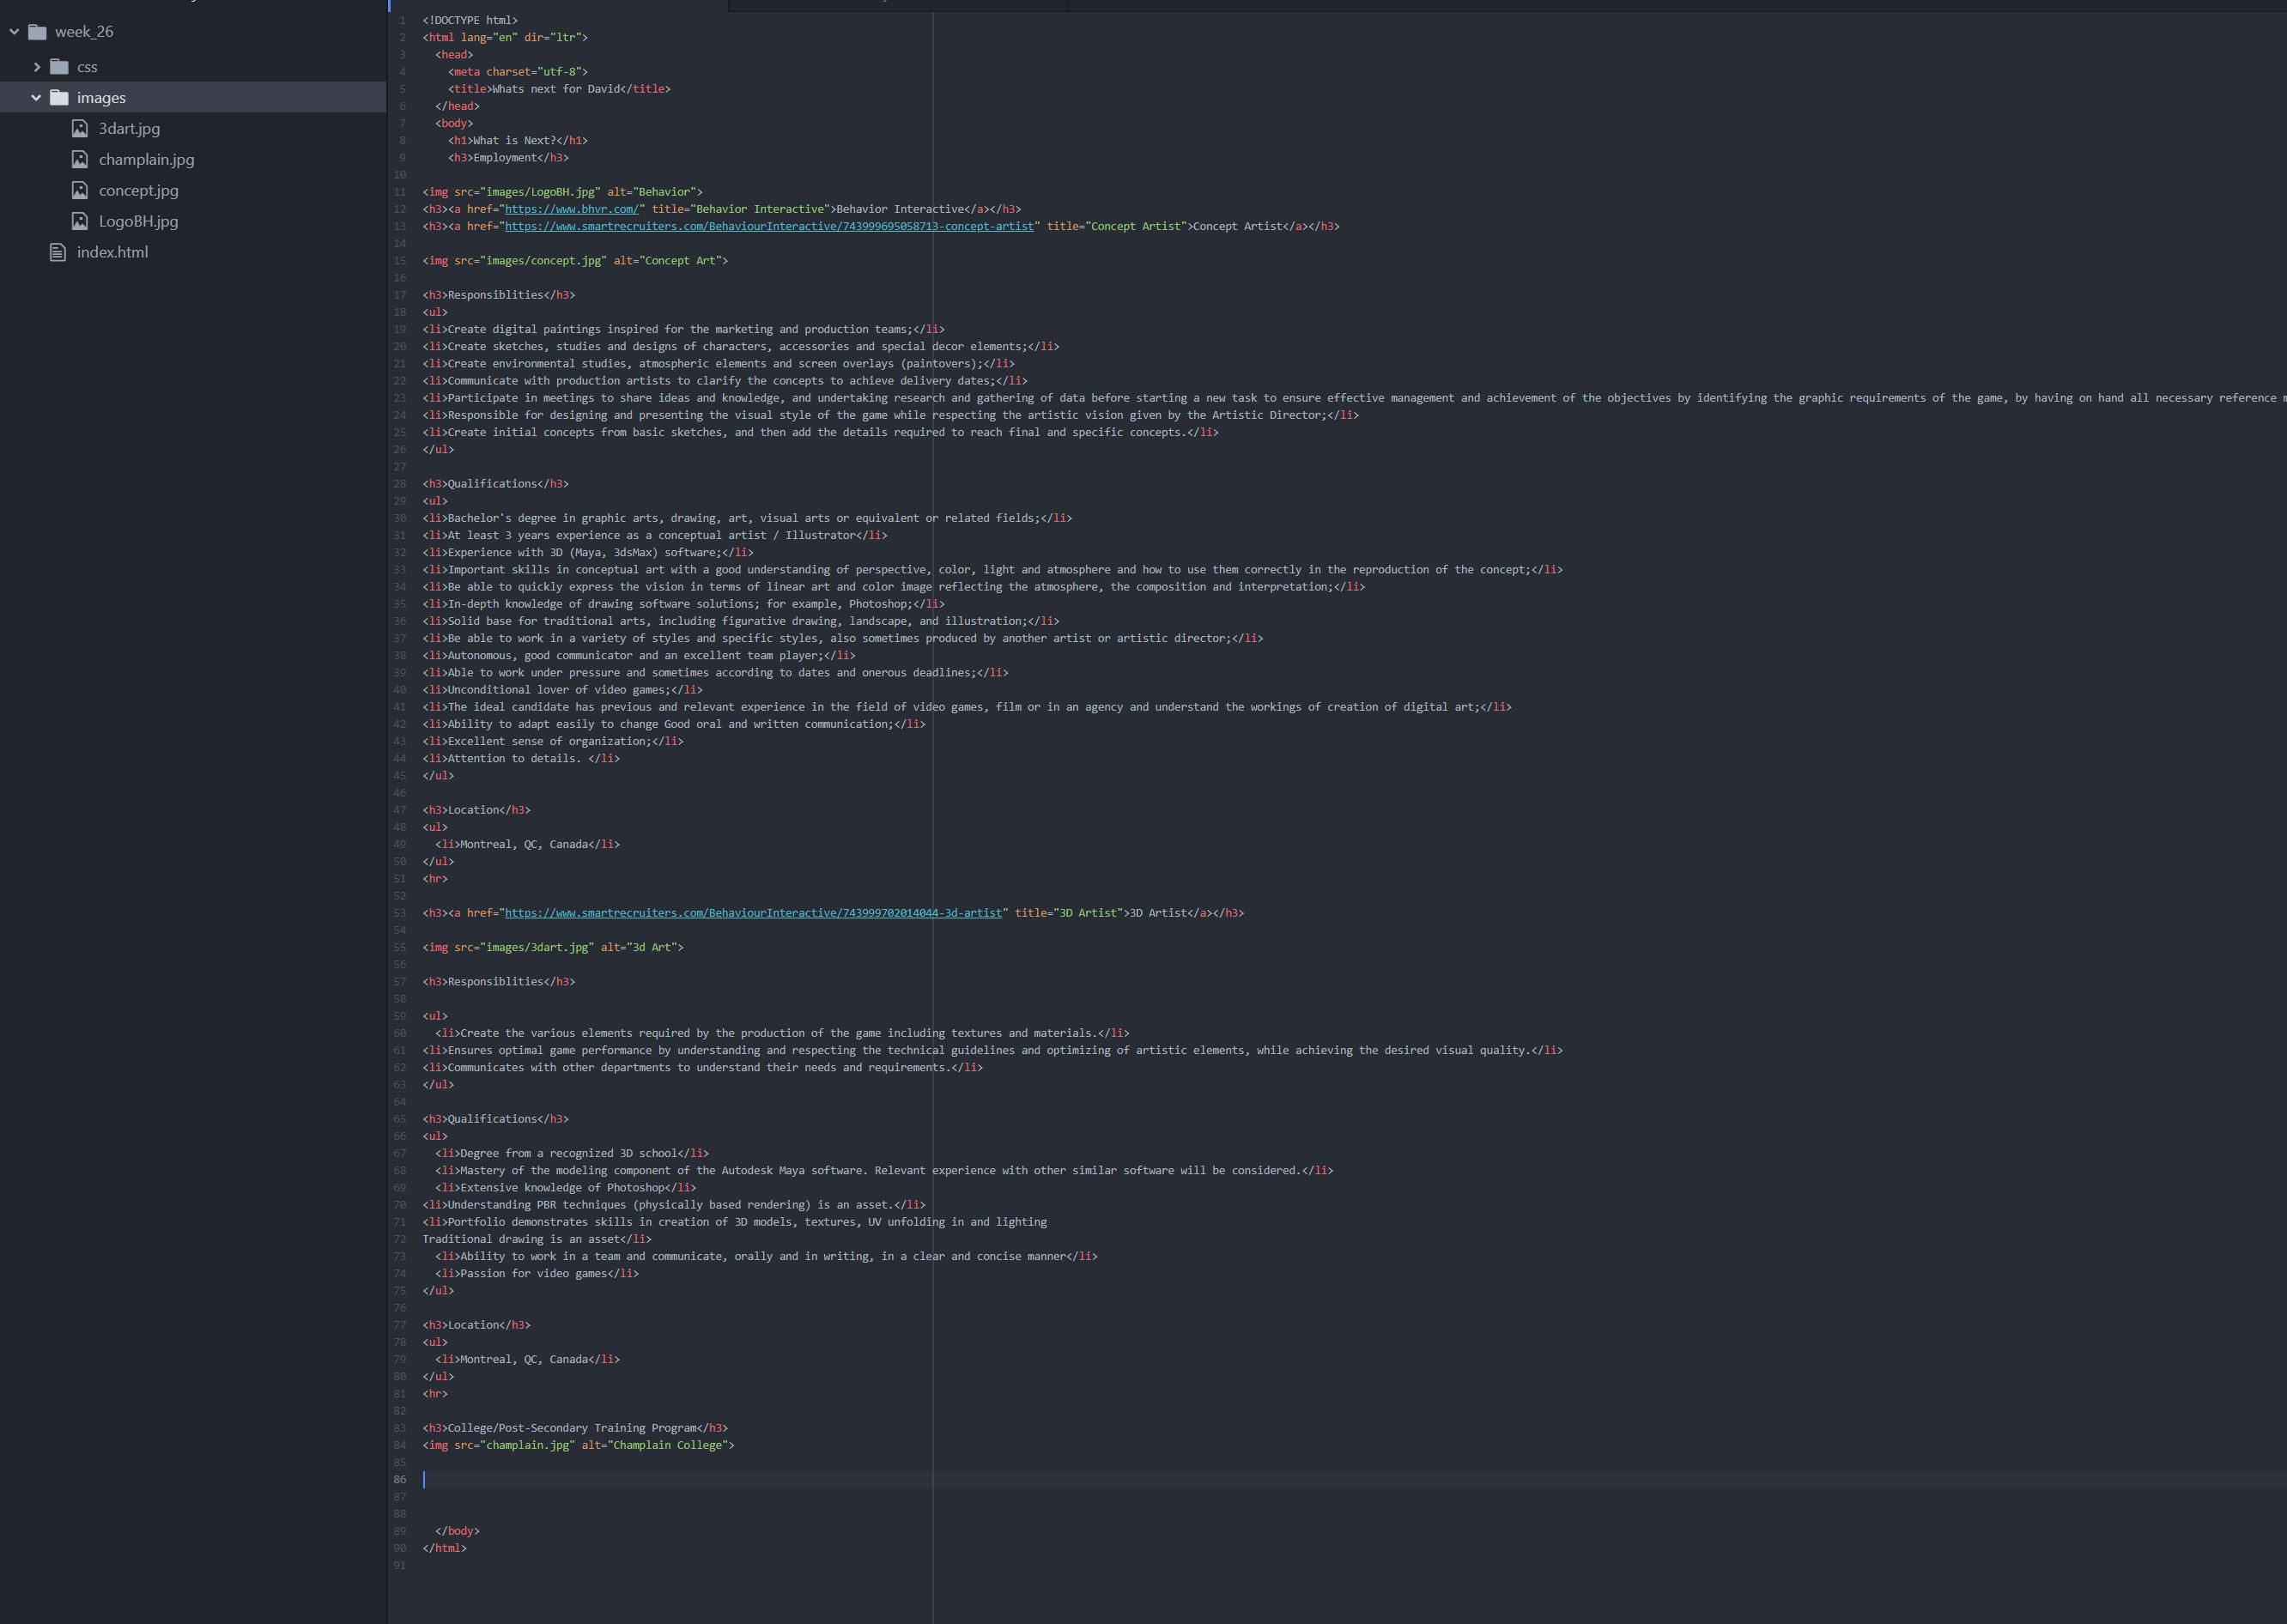 week_26
css
images
3dart.jpg
champlain.jpg
concept.jpg
LogoBH.jpg
index.html
1 <!DOCTYPE html>
2 <html lang="en" dir="ltr">
3 <head>
4 <meta charset="utf-8">
5 <title>Whats next for David</title>
6 </head>
7 <body>
8 <h1>What is Next?</h1>
9 <h3>Employment</h3>
10
11 <img src="images/LogoBH.jpg" alt="Behavior">
12 <h3><a href="https://www.bhvr.com/" title="Behavior Interactive">Behavior Interactive</a></h3>
13 <h3><a href="https://www.smartrecruiters.com/BehaviourInteractive/743999695058713-concept-artist" title="Concept Artist">Concept Artist</a></h3>
14
15 <img src="images/concept.jpg" alt="Concept Art">
16
17 <h3>Responsiblities</h3>
18 <ul>
19 <li>Create digital paintings inspired for the marketing and production teams;</li>
20 <li>Create sketches, studies and designs of characters, accessories and special decor elements;</li>
21 <li>Create environmental studies, atmospheric elements and screen overlays (paintovers);</li>
22 <li>Communicate with production artists to clarify the concepts to achieve delivery dates;</li>
23 <li>Participate in meetings to share ideas and knowledge, and undertaking research and gathering of data before starting a new task to ensure effective management and achievement of the objectives by identifying the graphic requirements of the game, by having on hand all necessary reference
24 <li>Responsible for designing and presenting the visual style of the game while respecting the artistic vision given by the Artistic Director;</li>
25 <li>Create initial concepts from basic sketches, and then add the details required to reach final and specific concepts.</li>
26 </ul>
27
28 <h3>Qualifications</h3>
29 <ul>
30 <li>Bachelor's degree in graphic arts, drawing, art, visual arts or equivalent or related fields;</li>
31 <li>At least 3 years experience as a conceptual artist / Illustrator</li>
32 <li>Experience with 3D (Maya, 3dsMax) software;</li>
33 <li>Important skills in conceptual art with a good understanding of perspective, color, light and atmosphere and how to use them correctly in the reproduction of the concept;</li>
34 <li>Be able to quickly express the vision in terms of linear art and color image reflecting the atmosphere, the composition and interpretation;</li>
35 <li>In-depth knowledge of drawing software solutions; for example, Photoshop;</li>
36 <li>Solid base for traditional arts, including figurative drawing, landscape, and illustration;</li>
37 <li>Be able to work in a variety of styles and specific styles, also sometimes produced by another artist or artistic director;</li>
38 <li>Autonomous, good communicator and an excellent team player;</li>
39 <li>Able to work under pressure and sometimes according to dates and onerous deadlines;</li>
40 <li>Unconditional lover of video games;</li>
41 <li>The ideal candidate has previous and relevant experience in the field of video games, film or in an agency and understand the workings of creation of digital art;</li>
42 <li>Ability to adapt easily to change Good oral and written communication;</li>
43 <li>Excellent sense of organization;</li>
44 <li>Attention to details. </li>
45 </ul>
46
47 <h3>Location</h3>
48 <ul>
49 <li>Montreal, QC, Canada</li>
50 </ul>
51 <hr>
52
53 <h3><a href="https://www.smartrecruiters.com/BehaviourInteractive/743999702014044-3d-artist" title="3D Artist">3D Artist</a></h3>
54
55 <img src="images/3dart.jpg" alt="3d Art">
56
57 <h3>Responsiblities</h3>
58
59 <ul>
60 <li>Create the various elements required by the production of the game including textures and materials.</li>
61 <li>Ensures optimal game performance by understanding and respecting the technical guidelines and optimizing of artistic elements, while achieving the desired visual quality.</li>
62 <li>Communicates with other departments to understand their needs and requirements.</li>
63 </ul>
64
65 <h3>Qualifications</h3>
66 <ul>
67 <li>Degree from a recognized 3D school</li>
68 <li>Mastery of the modeling component of the Autodesk Maya software. Relevant experience with other similar software will be considered.</li>
69 <li>Extensive knowledge of Photoshop</li>
70 <li>Understanding PBR techniques (physically based rendering) is an asset.</li>
71 <li>Portfolio demonstrates skills in creation of 3D models, textures, UV unfolding in and lighting
72 Traditional drawing is an asset</li>
73 <li>Ability to work in a team and communicate, orally and in writing, in a clear and concise manner</li>
74 <li>Passion for video games</li>
75 </ul>
76
77 <h3>Location</h3>
78 <ul>
79 <li>Montreal, QC, Canada</li>
80 </ul>
81 <hr>
82
83 <h3>College/Post-Secondary Training Program</h3>
84 <img src="champlain.jpg" alt="Champlain College">
85
86
87
88
89 </body>
90 </html>
91